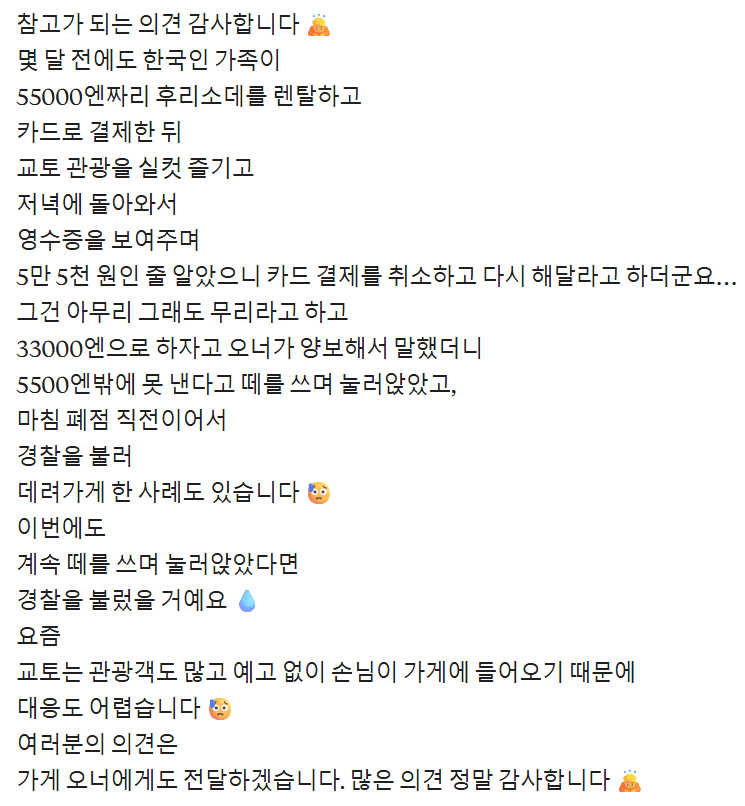 참고가 되는 의견 감사합니다 🙇
몇 달 전에도 한국인 가족이
55000엔짜리 후리소데를 렌탈하고
카드로 결제한 뒤
교토 관광을 실컷 즐기고
저녁에 돌아와서
영수증을 보여주며
5만 5천 원인 줄 알았으니 카드 결제를 취소하고 다시 해달라고 하더군요…
그건 아무리 그래도 무리라고 하고
33000엔으로 하자고 오너가 양보해서 말했더니
5500엔밖에 못 낸다고 떼를 쓰며 눌러앉았고,
마침 폐점 직전이어서
경찰을 불러
데려가게 한 사례도 있습니다 😰
이번에도
계속 떼를 쓰며 눌러앉았다면
경찰을 불렀을 거예요 💧
요즘
교토는 관광객도 많고 예고 없이 손님이 가게에 들어오기 때문에
대응도 어렵습니다 😰
여러분의 의견은
가게 오너에게도 전달하겠습니다. 많은 의견 정말 감사합니다 🙇